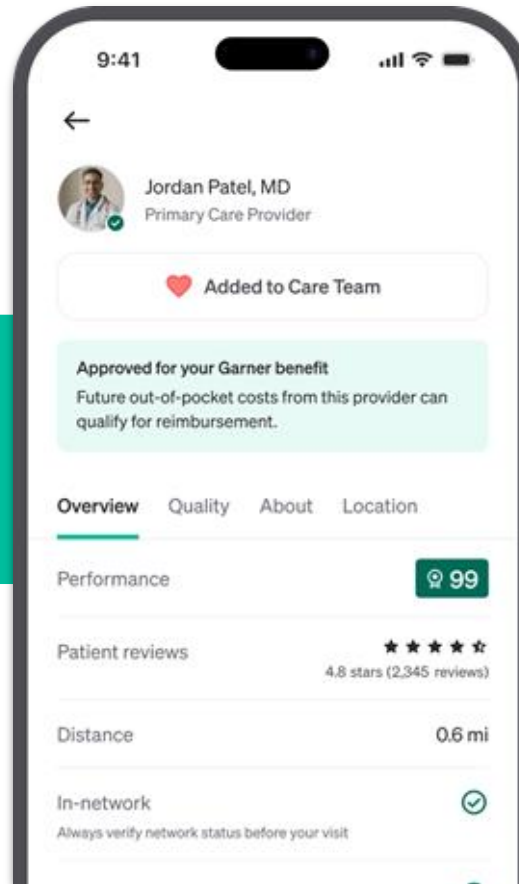 9:41
Jordan Patel, MD
Primary Care Provider
Added to Care Team
Approved for your Garner benefit
Future out-of-pocket costs from this provider can
qualify for reimbursement.
Overview Quality About Location
Performance 99
Patient reviews
4.8 stars (2,345 reviews)
Distance 0.6 mi
In-network
Always verify network status before your visit